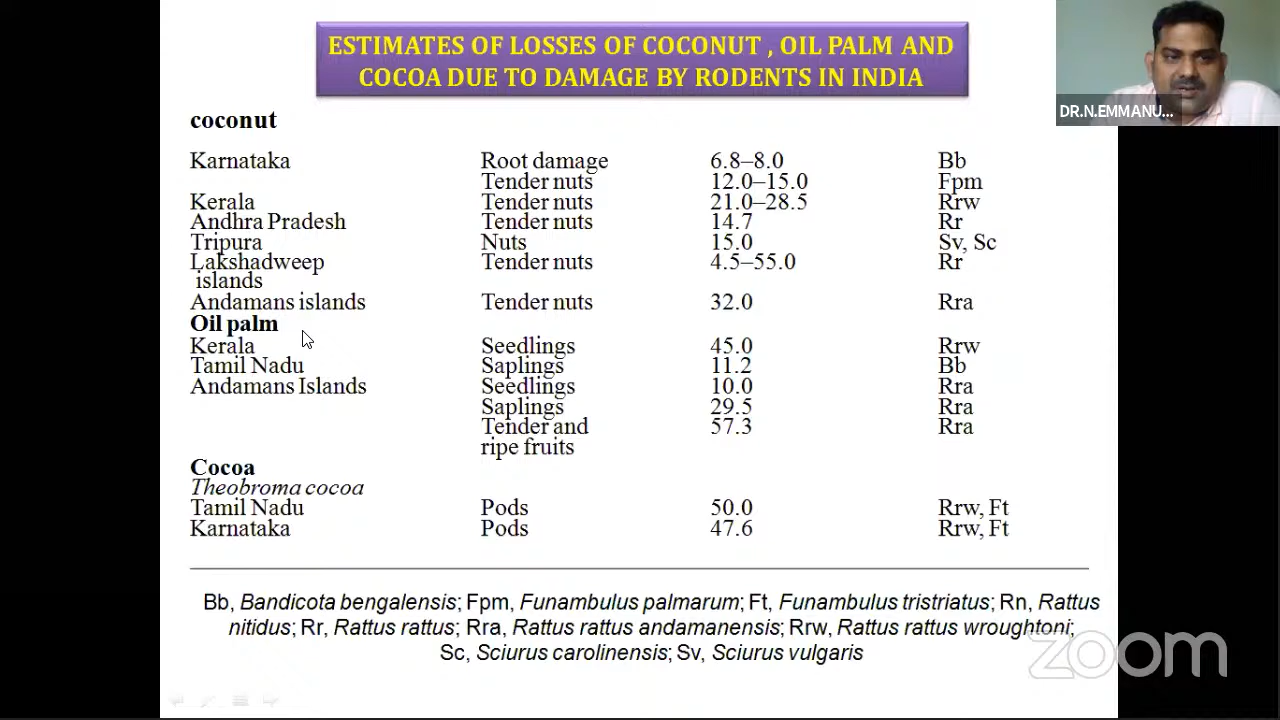 ESTIMATES OF LOSSES OF COCONUT , OIL PALM AND
COCOA DUE TO DAMAGE BY RODENTS IN INDIA
DR.N.EMMANU...
coconut
Karnataka Root damage 6.8–8.0 Bb
Tender nuts 12.0–15.0 Fpm
Kerala Tender nuts 21.0–28.5 Rrw
Andhra Pradesh Tender nuts 14.7 Rr
Tripura Nuts 15.0 Sv, Sc
Lakshadweep Tender nuts 4.5–55.0 Rr
islands
Andamans islands Tender nuts 32.0 Rra
Oil palm
Kerala Seedlings 45.0 Rrw
Tamil Nadu Saplings 11.2 Bb
Andamans Islands Seedlings 10.0 Rra
Saplings 29.5 Rra
Tender and 57.3 Rra
ripe fruits
Cocoa
Theobroma cocoa
Tamil Nadu Pods 50.0 Rrw, Ft
Karnataka Pods 47.6 Rrw, Ft
Bb, Bandicota bengalensis; Fpm, Funambulus palmarum; Ft, Funambulus tristriatus; Rn, Rattus
nitidus; Rr, Rattus rattus; Rra, Rattus rattus andamanensis; Rrw, Rattus rattus wroughtoni;
Sc, Sciurus carolinensis; Sv, Sciurus vulgaris
zoom